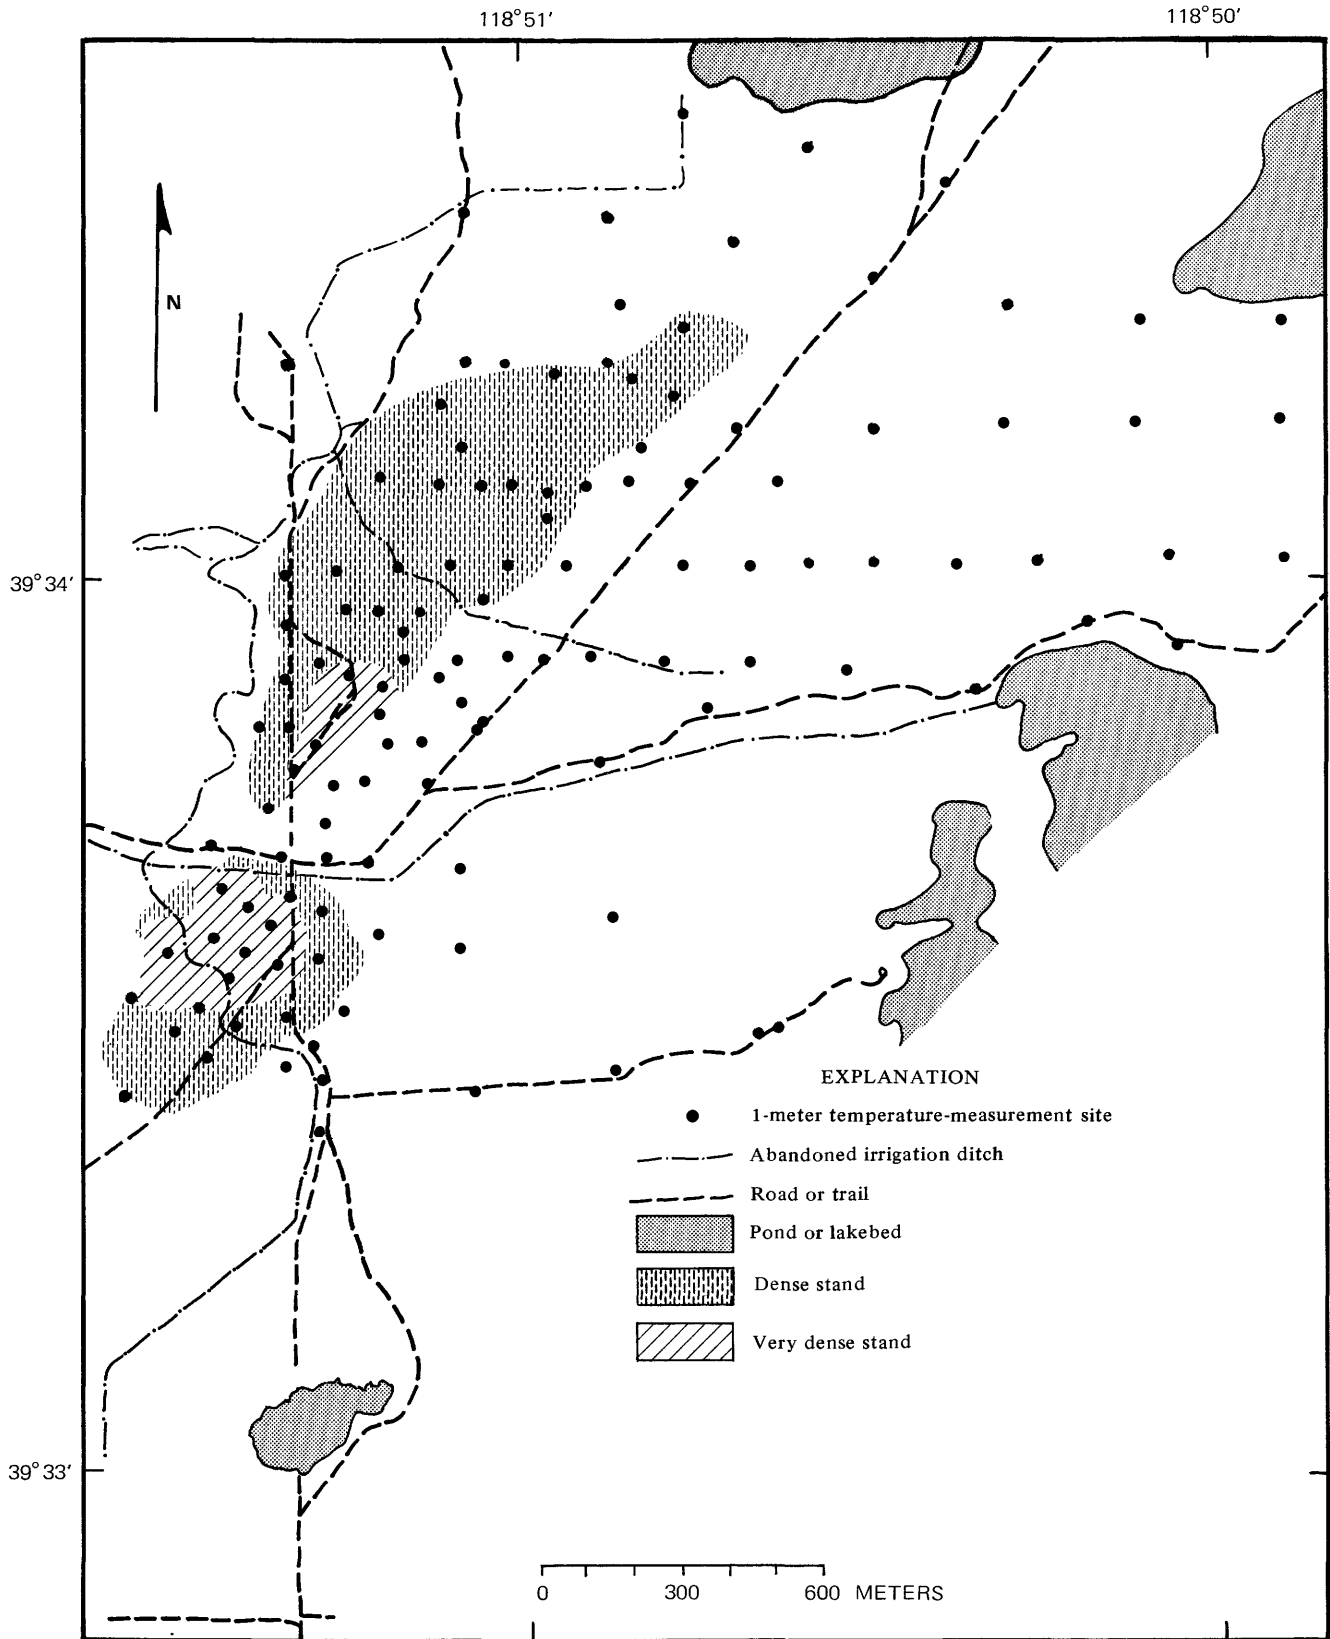 118°51′ 118°50′
N
39°34′
EXPLANATION
1-meter temperature-measurement site
Abandoned irrigation ditch
Road or trail
Pond or lakebed
Dense stand
Very dense stand
39°33′
0 300 600 METERS